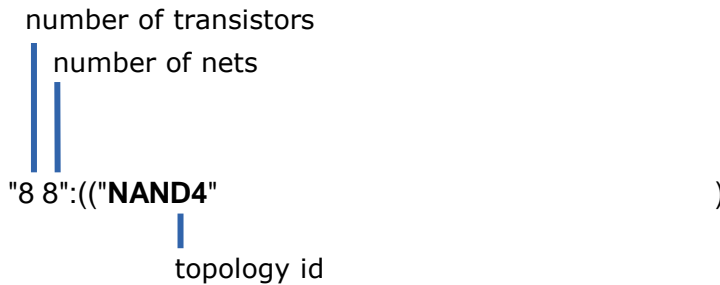 number of transistors
number of nets
"8 8":(("NAND4" )
topology id